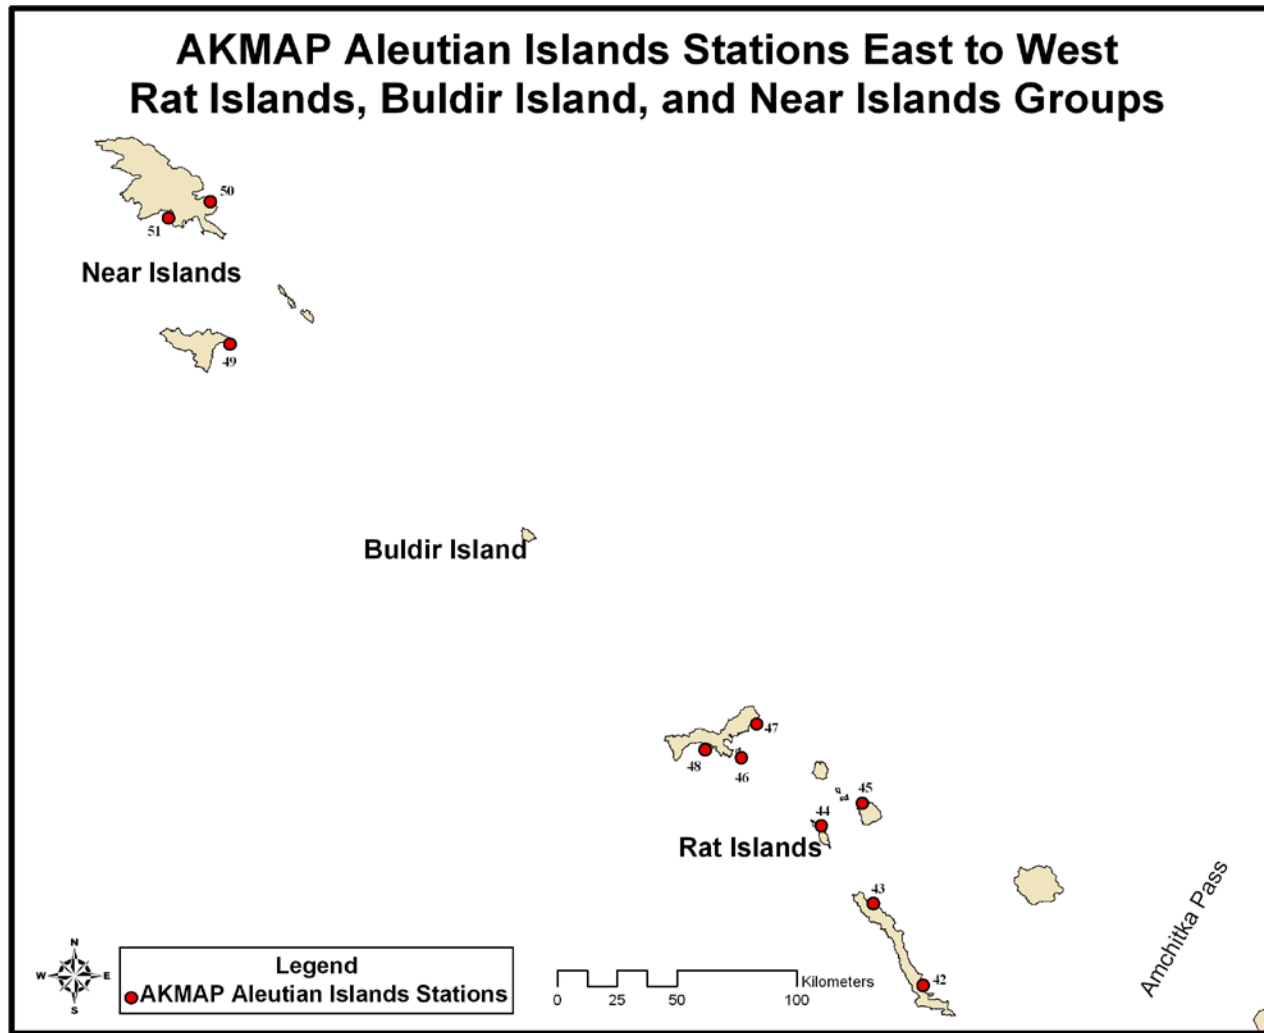 AKMAP Aleutian Islands Stations East to West
Rat Islands, Buldir Island, and Near Islands Groups
50
51
Near Islands
49
Buldir Island
47
48
46
45
44
Rat Islands
43
Amchitka Pass
42
N
W E
S
Legend
AKMAP Aleutian Islands Stations
Kilometers
0 25 50 100